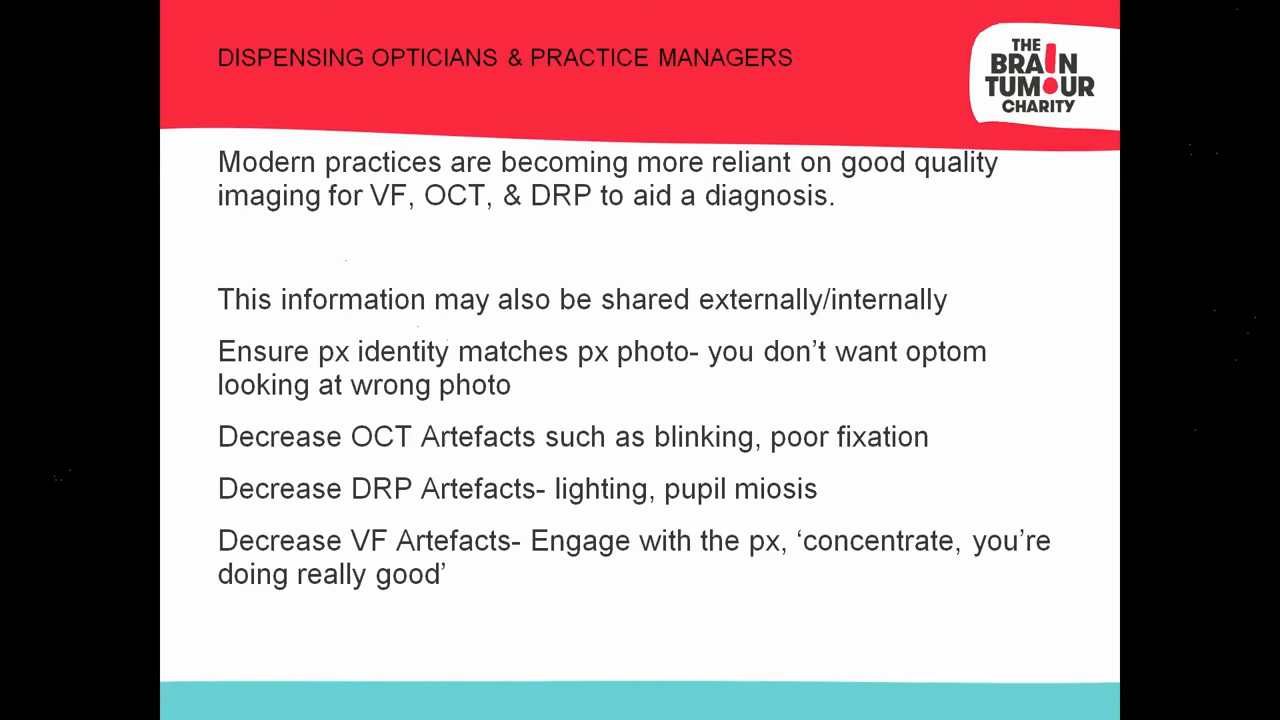 DISPENSING OPTICIANS & PRACTICE MANAGERS
THE
BRAIN
TUMOUR
CHARITY
Modern practices are becoming more reliant on good quality
imaging for VF, OCT, & DRP to aid a diagnosis.
This information may also be shared externally/internally
Ensure px identity matches px photo- you don’t want optom
looking at wrong photo
Decrease OCT Artefacts such as blinking, poor fixation
Decrease DRP Artefacts- lighting, pupil miosis
Decrease VF Artefacts- Engage with the px, ‘concentrate, you’re
doing really good’